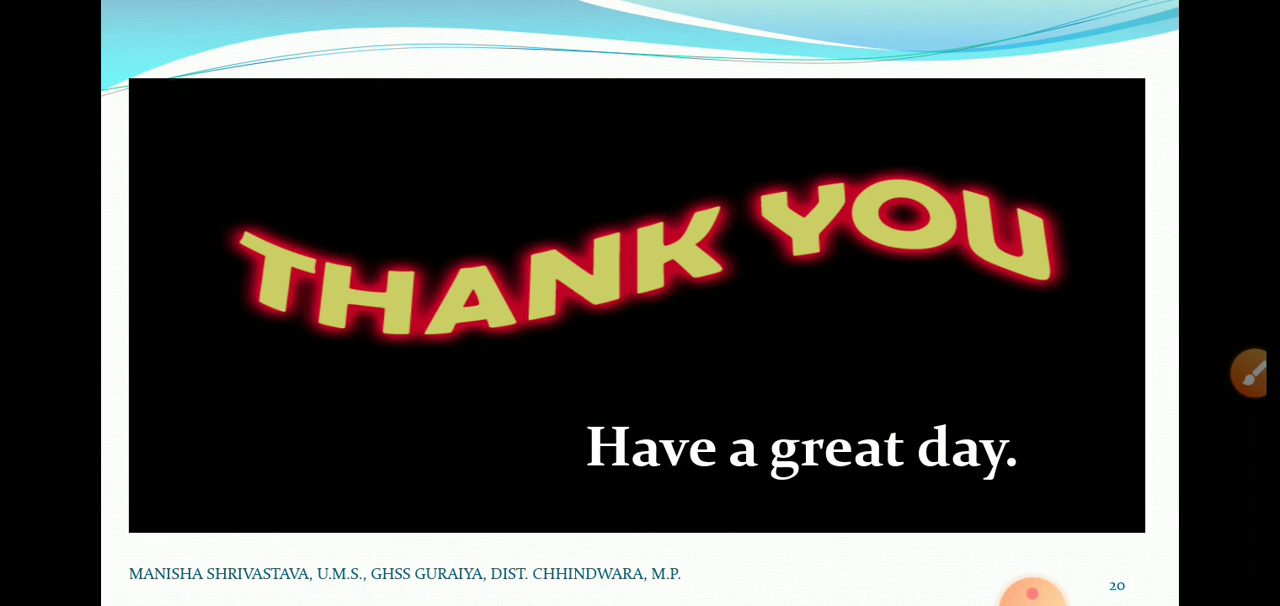 THANK YOU
Have a great day.
MANISHA SHRIVASTAVA, U.M.S., GHSS GURAIYA, DIST. CHHINDWARA, M.P.
20